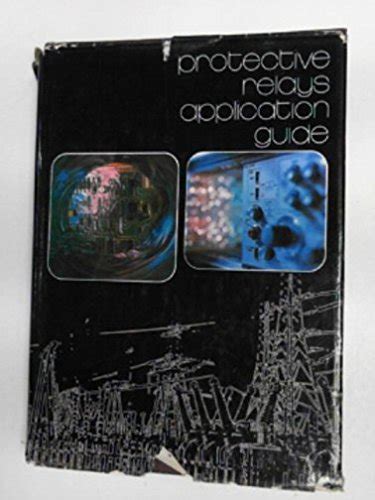 protective
relays
application
guide